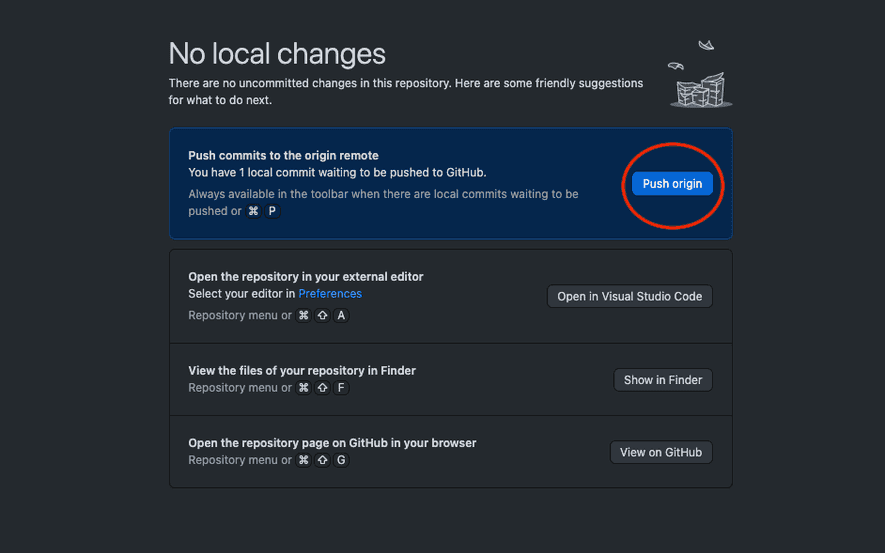 No local changes
There are no uncommitted changes in this repository. Here are some friendly suggestions
for what to do next.
Push commits to the origin remote
You have 1 local commit waiting to be pushed to GitHub.
Always available in the toolbar when there are local commits waiting to be
pushed or ⌘ P
Push origin
Open the repository in your external editor
Select your editor in Preferences
Repository menu or ⌘ ⇧ A
Open in Visual Studio Code
View the files of your repository in Finder
Repository menu or ⌘ ⇧ F
Show in Finder
Open the repository page on GitHub in your browser
Repository menu or ⌘ ⇧ G
View on GitHub